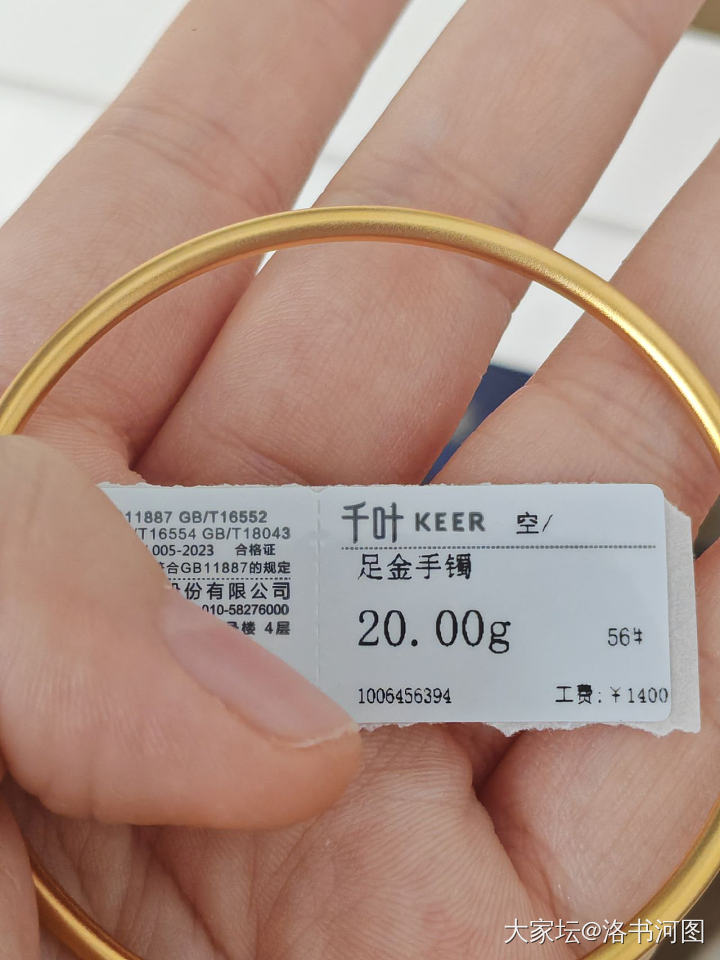 11887 GB/T16552
/T16554 GB/T18043
005-2023 合格证
合GB11887的规定
份有限公司
010-58276000
楼 4层
千叶 KEER 空/
足金手镯
20.00g
56#
1006456394
工费:¥1400
大家坛@洛书河图